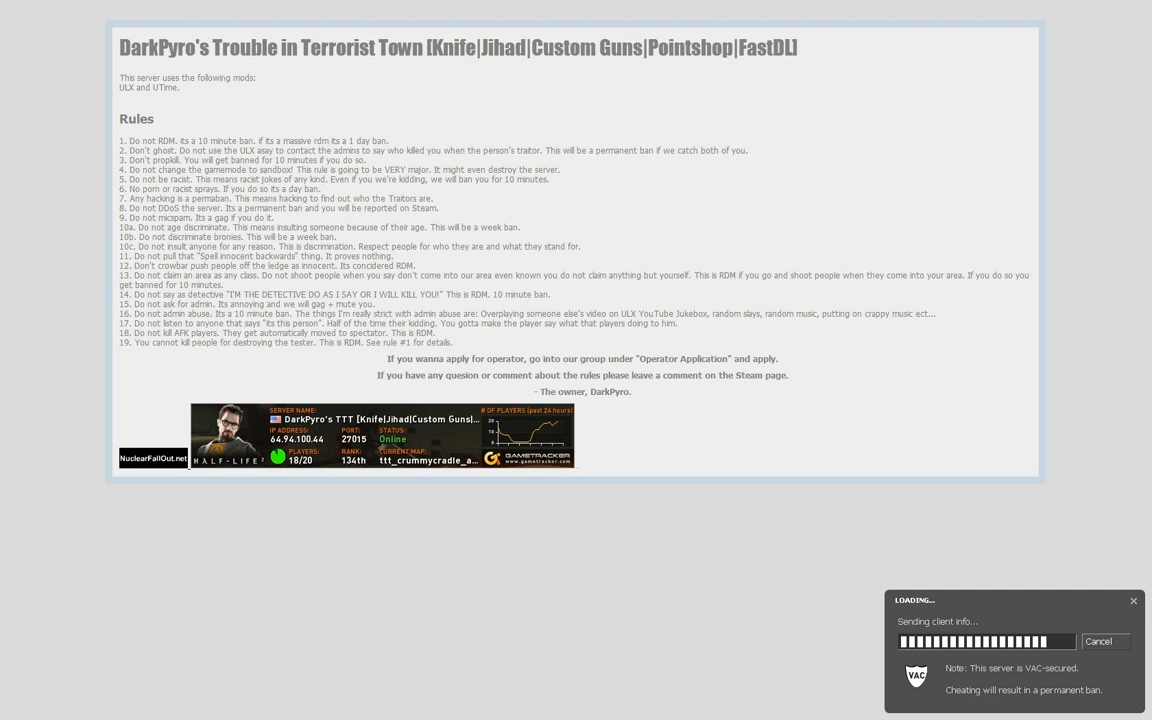 DarkPyro's Trouble in Terrorist Town [Knife|Jihad|Custom Guns|Pointshop|FastDL]
This server uses the following mods:
ULX and UTime.
Rules
1. Do not RDM. its a 10 minute ban. if its a massive rdm its a 1 day ban.
2. Don't ghost. Do not use the ULX asay to contact the admins to say who killed you when the person's traitor. This will be a permanent ban if we catch both of you.
3. Don't propkill. You will get banned for 10 minutes if you do so.
4. Do not change the gamemode to sandbox! This rule is going to be VERY major. It might even destroy the server.
5. Do not be racist. This means racist jokes of any kind. Even if you we're kidding, we will ban you for 10 minutes.
6. No porn or racist sprays. If you do so its a day ban.
7. Any hacking is a permaban. This means hacking to find out who the Traitors are.
8. Do not DDoS the server. Its a permanent ban and you will be reported on Steam.
9. Do not micspam. Its a gag if you do it.
10a. Do not age discriminate. This means insulting someone because of their age. This will be a week ban.
10b. Do not discriminate bronies. This will be a week ban.
10c. Do not insult anyone for any reason. This is discrimination. Respect people for who they are and what they stand for.
11. Do not pull that "Spell innocent backwards" thing. It proves nothing.
12. Don't crowbar push people off the ledge as innocent. Its concidered RDM.
13. Do not claim an area as any class. Do not shoot people when you say don't come into our area even known you do not claim anything but yourself. This is RDM if you go and shoot people when they come into your area. If you do so you
get banned for 10 minutes.
14. Do not say as detective "I'M THE DETECTIVE DO AS I SAY OR I WILL KILL YOU!" This is RDM. 10 minute ban.
15. Do not ask for admin. Its annoying and we will gag + mute you.
16. Do not admin abuse. Its a 10 minute ban. The things I'm really strict with admin abuse are: Overplaying someone else's video on ULX YouTube Jukebox, random slays, random music, putting on crappy music ect...
17. Do not listen to anyone that says "its this person". Half of the time their kidding. You gotta make the player say what that players doing to him.
18. Do not kill AFK players. They get automatically moved to spectator. This is RDM.
19. You cannot kill people for destroying the tester. This is RDM. See rule #1 for details.
If you wanna apply for operator, go into our group under "Operator Application" and apply.
If you have any quesion or comment about the rules please leave a comment on the Steam page.
- The owner, DarkPyro.
NuclearFallOut.net
HλLF-LIFE²
SERVER NAME:
DarkPyro's TTT [Knife|Jihad|Custom Guns|...
IP ADDRESS: PORT: STATUS:
64.94.100.44 27015 Online
PLAYERS: RANK: CURRENT MAP:
18/20 134th ttt_crummycradle_a...
# OF PLAYERS (past 24 hours)
20
10
GAMETRACKER
www.gametracker.com
LOADING...
Sending client info...
Cancel
VAC
Note: This server is VAC-secured.
Cheating will result in a permanent ban.